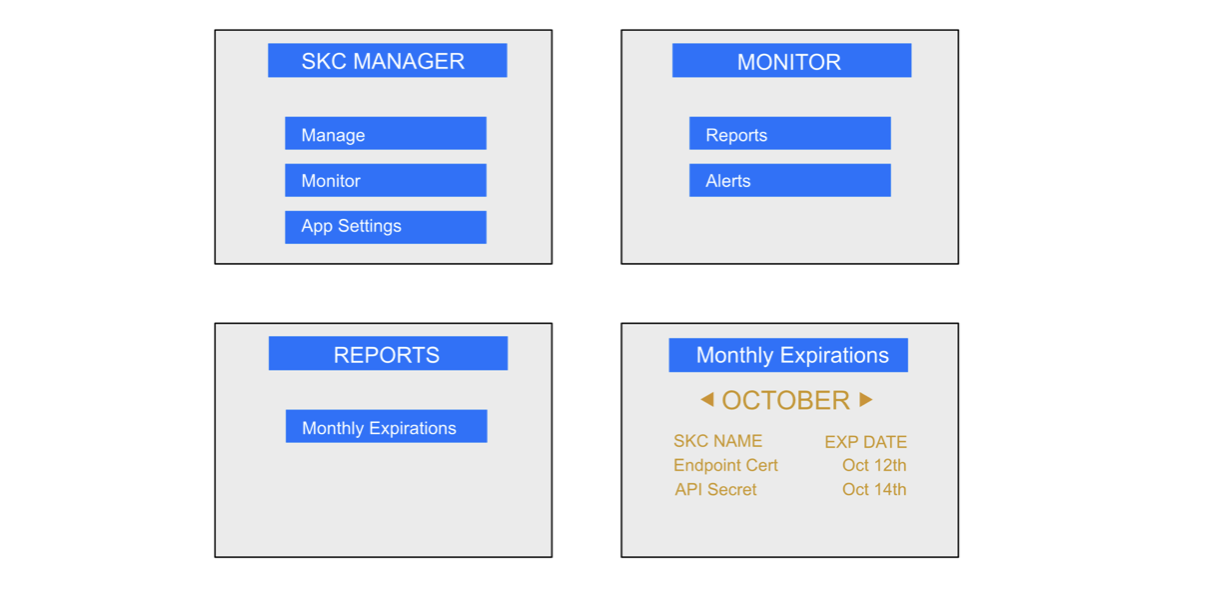 SKC MANAGER
Manage
Monitor
App Settings
MONITOR
Reports
Alerts
REPORTS
Monthly Expirations
Monthly Expirations
OCTOBER
SKC NAME EXP DATE
Endpoint Cert Oct 12th
API Secret Oct 14th